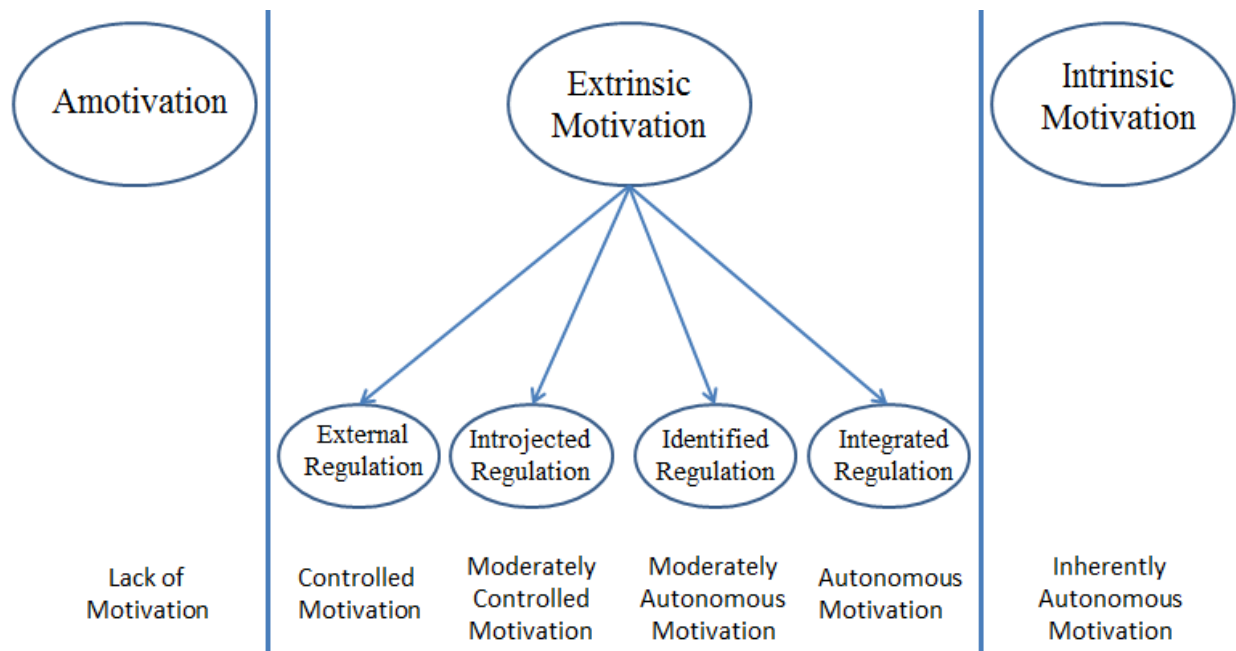 Amotivation
Extrinsic
Motivation
Intrinsic
Motivation
External
Regulation
Introjected
Regulation
Identified
Regulation
Integrated
Regulation
Lack of
Motivation
Controlled
Motivation
Moderately
Controlled
Motivation
Moderately
Autonomous
Motivation
Autonomous
Motivation
Inherently
Autonomous
Motivation